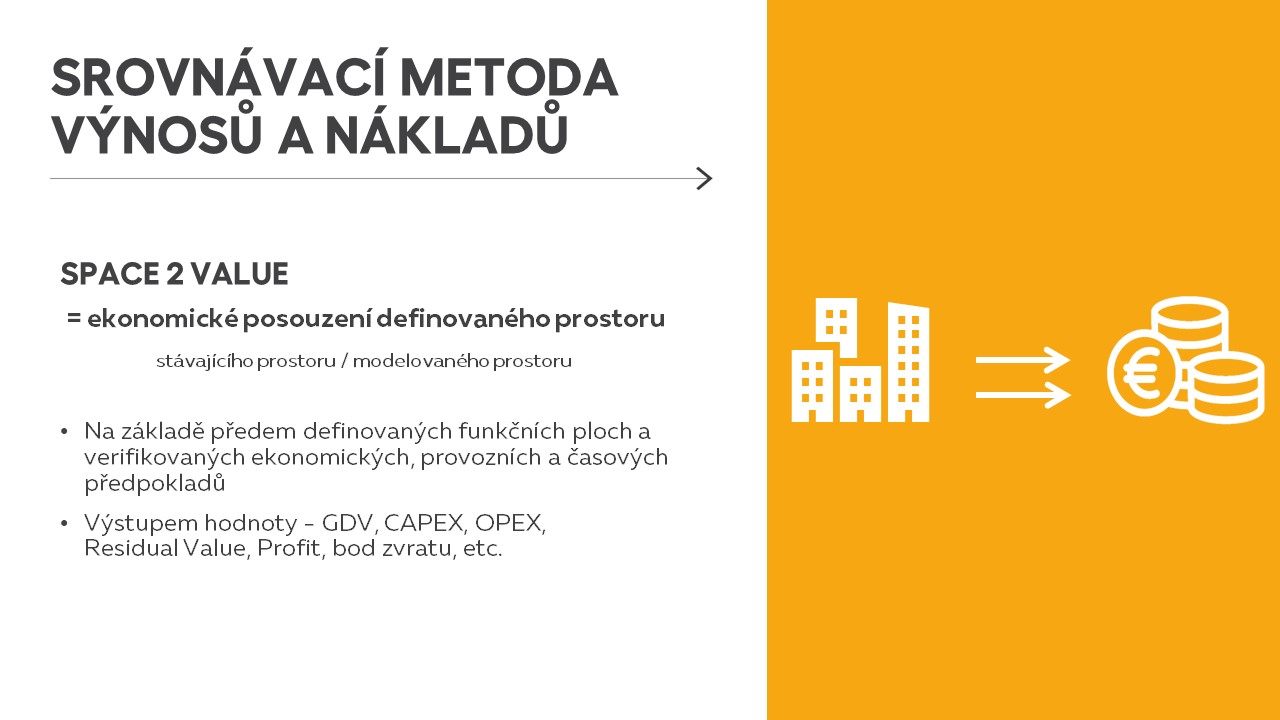 SROVNÁVACÍ METODA
VÝNOSŮ A NÁKLADŮ
SPACE 2 VALUE
= ekonomické posouzení definovaného prostoru
stávajícího prostoru / modelovaného prostoru
• Na základě předem definovaných funkčních ploch a
verifikovaných ekonomických, provozních a časových
předpokladů
• Výstupem hodnoty – GDV, CAPEX, OPEX,
Residual Value, Profit, bod zvratu, etc.
€